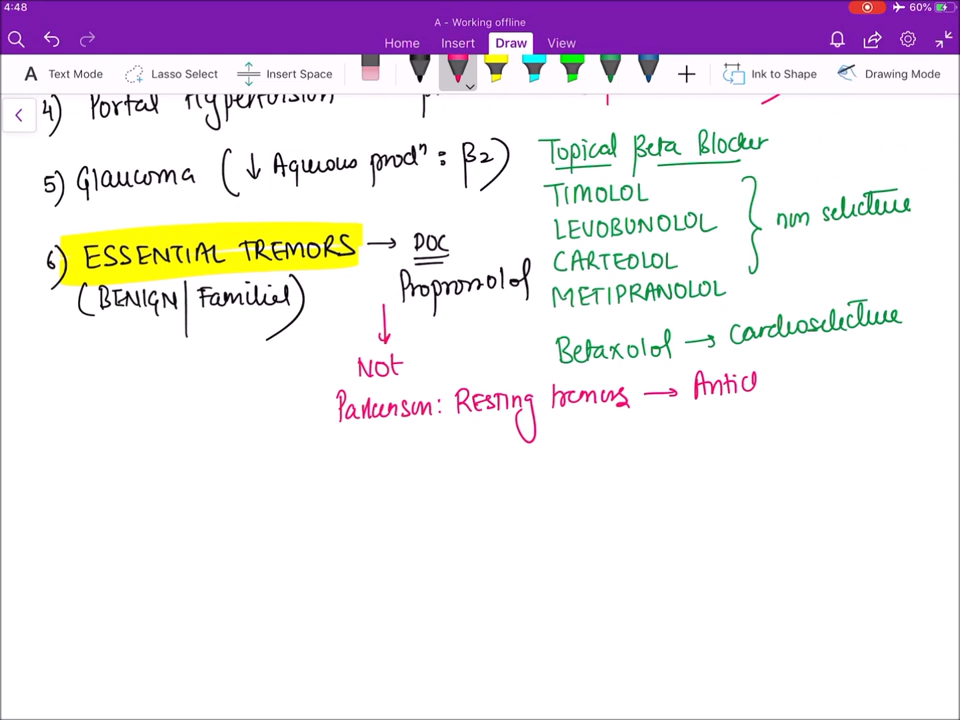 4:48
60%
A - Working offline
Home Insert Draw View
Text Mode Lasso Select Insert Space Ink to Shape Drawing Mode
4) Portal Hypertension
5) Glaucoma (↓ Aqueous prodⁿ : β2)
Topical Beta Blocker
TIMOLOL
LEVOBUNOLOL
CARTEOLOL
METIPRANOLOL
} non selective
Betaxolol → Cardioselective
6) ESSENTIAL TREMORS → DOC
(BENIGN | Familial) Propronolol
↓
Not
Parkinson: RESTing tremors → Antic